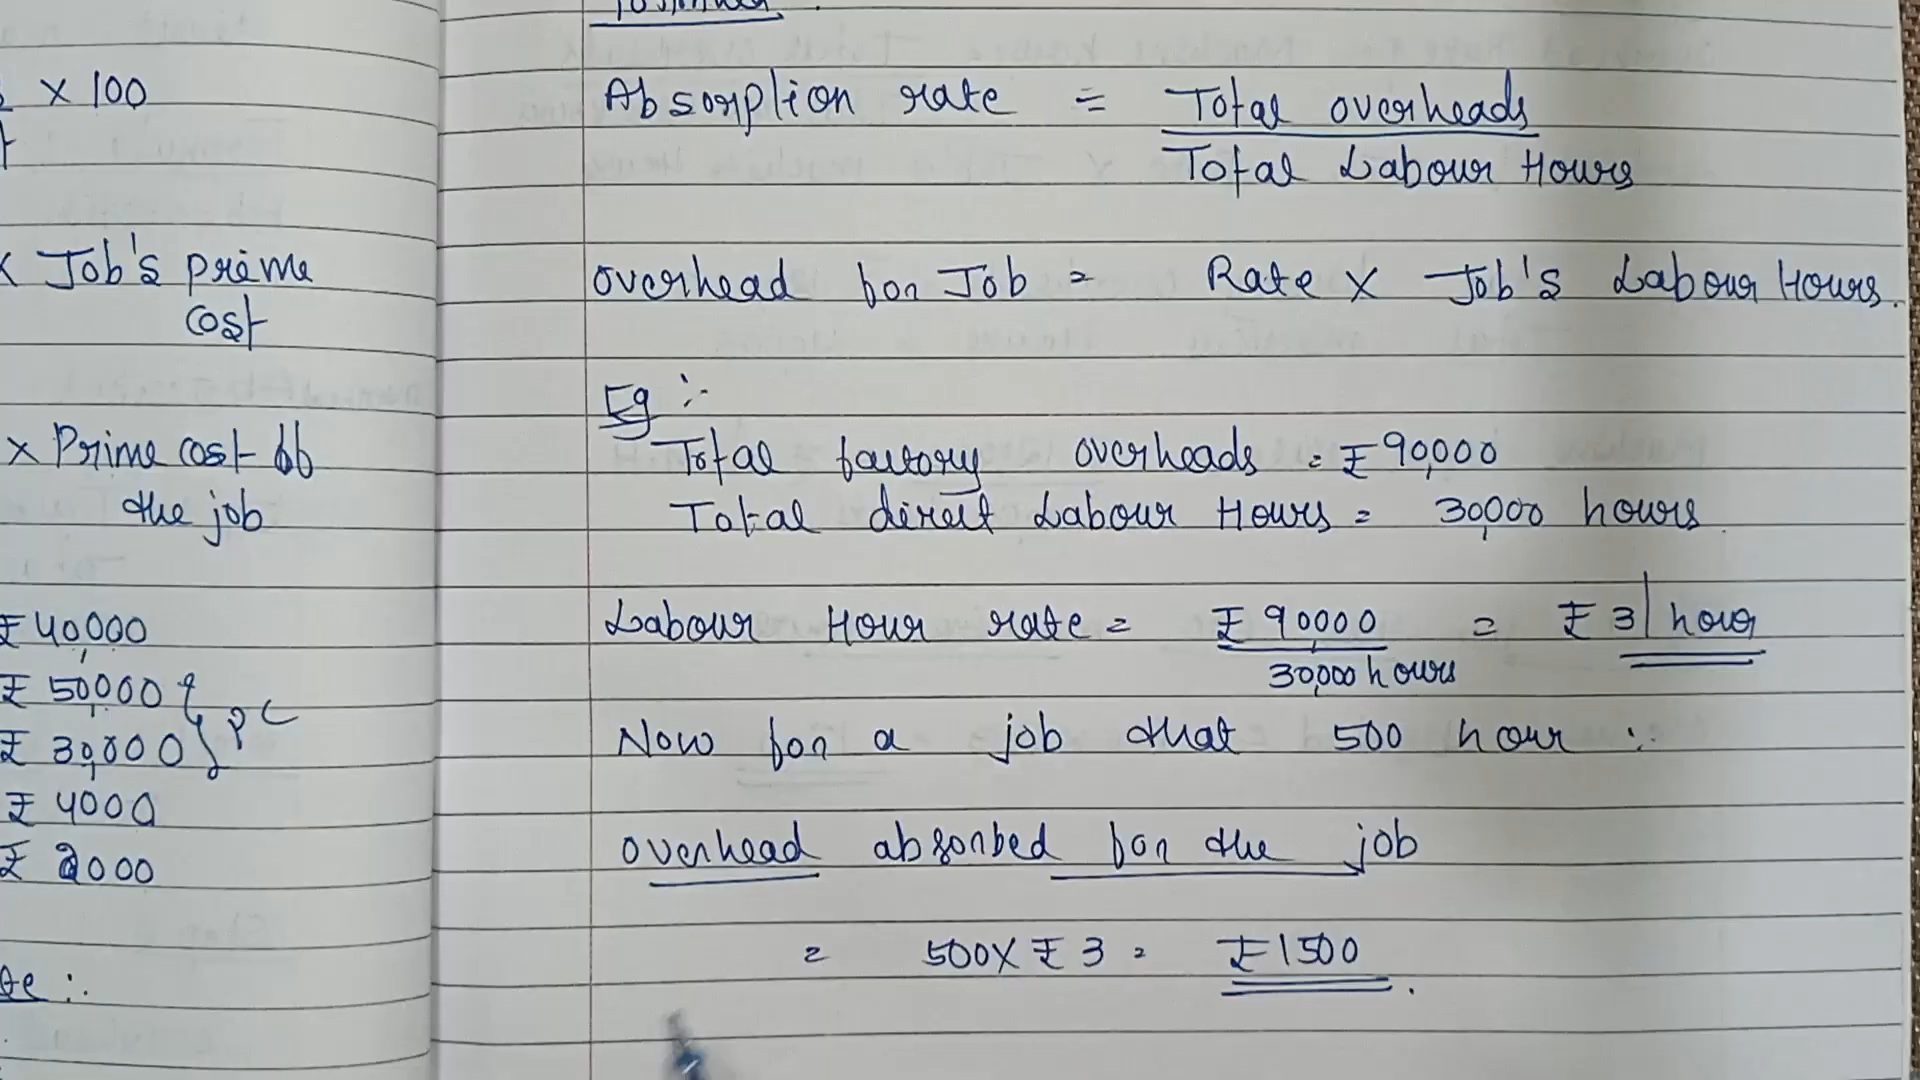 x 100
x Job's prime
cost
x Prime cost of
the job
₹ 40,000
₹ 50,000 } PC
₹ 30,000
₹ 4000
₹ 2000
Absorption rate = Total overheads
Total Labour Hours
overhead for Job = Rate x Job's Labour Hours.
Eg :-
Total factory overheads = ₹ 90,000
Total direct Labour Hours = 30,000 hours
Labour Hour rate = ₹ 90,000 = ₹ 3/hour
30,000 hours
Now for a job that 500 hour :-
overhead absorbed for the job
= 500 x ₹ 3 = ₹ 1500.